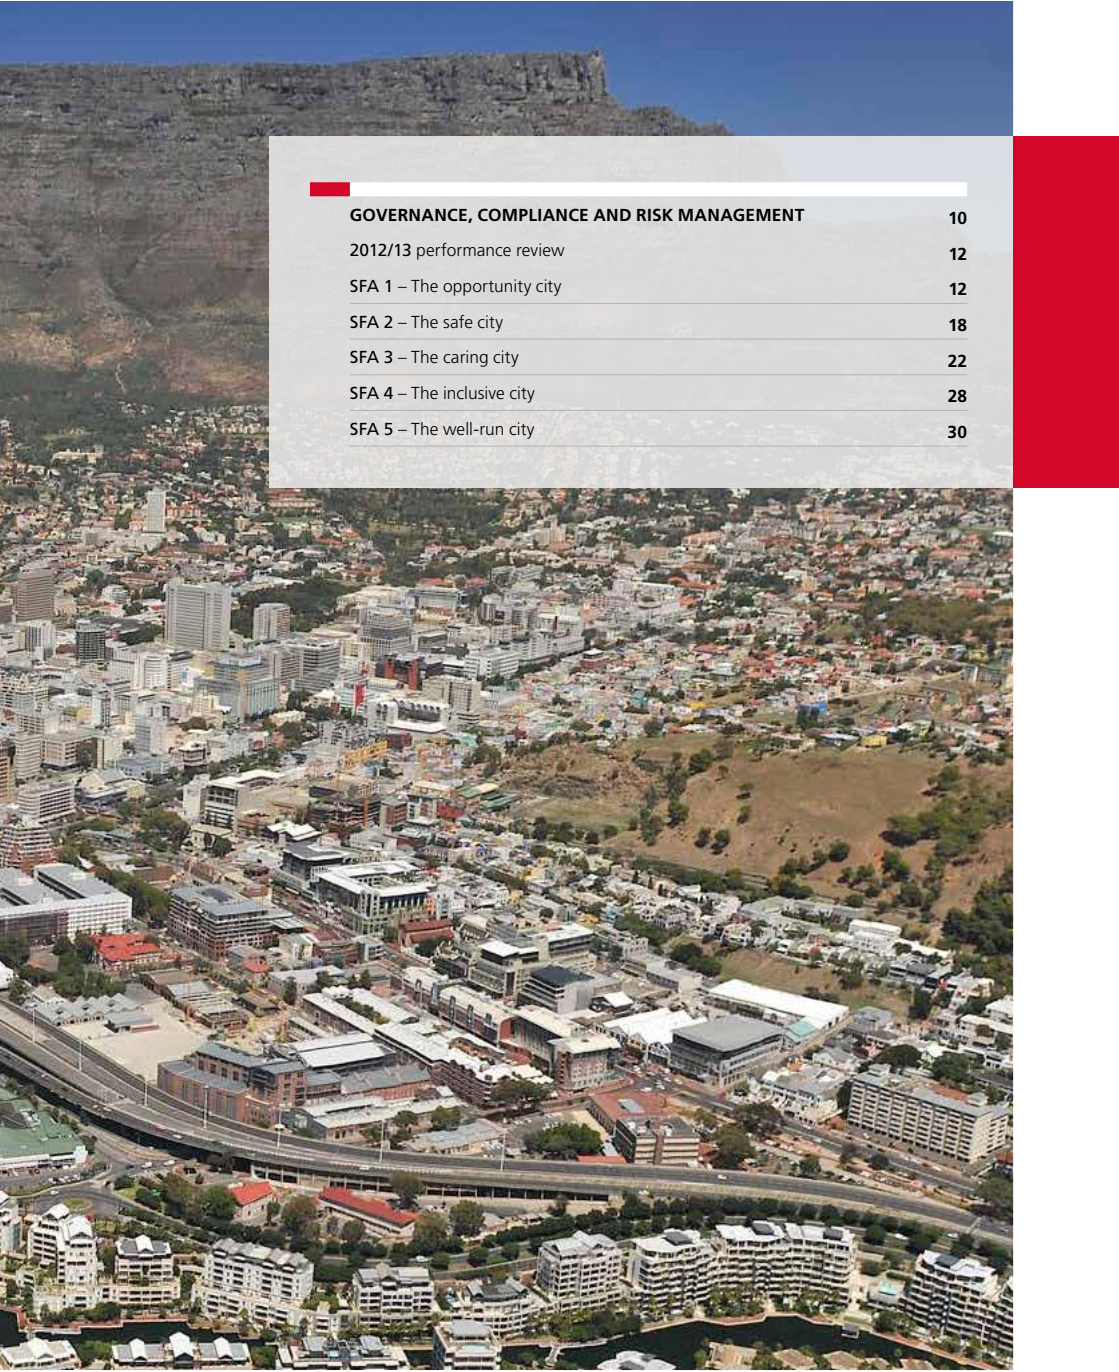 GOVERNANCE, COMPLIANCE AND RISK MANAGEMENT 10
2012/13 performance review 12
SFA 1 – The opportunity city 12
SFA 2 – The safe city 18
SFA 3 – The caring city 22
SFA 4 – The inclusive city 28
SFA 5 – The well-run city 30